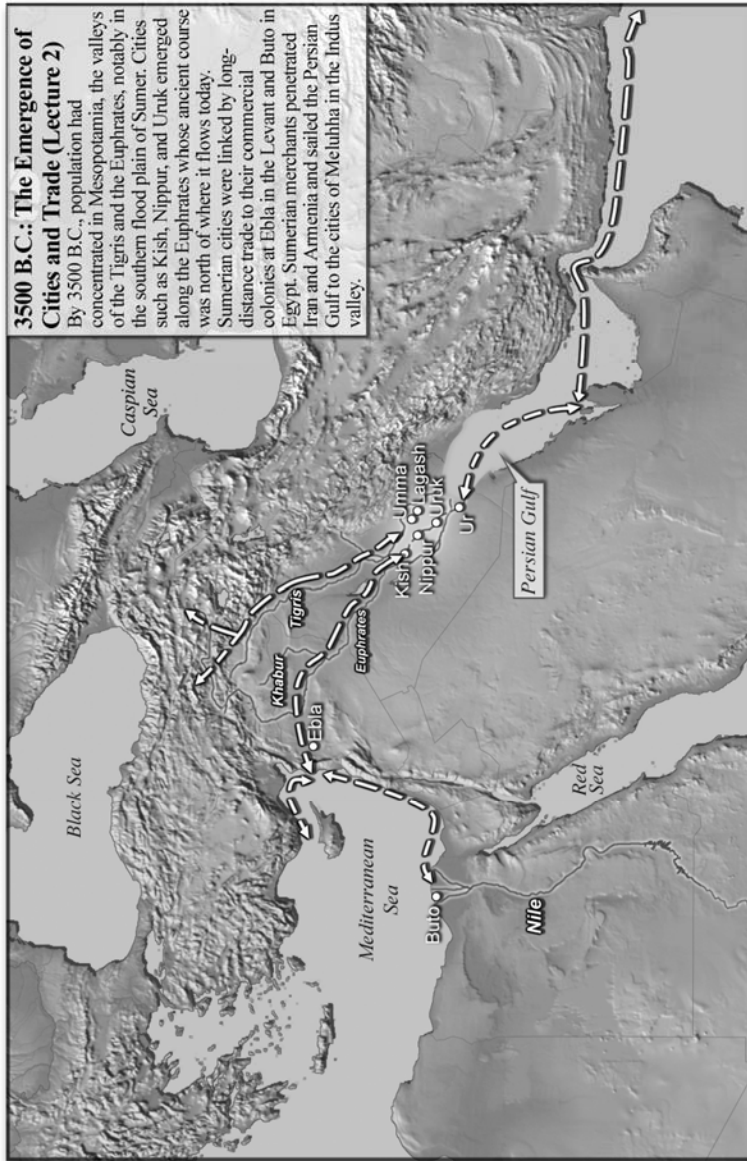 3500 B.C.: The Emergence of
Cities and Trade (Lecture 2)
By 3500 B.C., population had
concentrated in Mesopotamia, the valleys
of the Tigris and the Euphrates, notably in
the southern flood plain of Sumer. Cities
such as Kish, Nippur, and Uruk emerged
along the Euphrates whose ancient course
was north of where it flows today.
Sumerian cities were linked by long-
distance trade to their commercial
colonies at Ebla in the Levant and Buto in
Egypt. Sumerian merchants penetrated
Iran and Armenia and sailed the Persian
Gulf to the cities of Meluhha in the Indus
valley.
Black Sea
Caspian
Sea
Mediterranean
Sea
Red
Sea
Persian Gulf
Tigris
Khabur
Euphrates
Ebla
Kish
Umma
Lagash
Nippur
Uruk
Ur
Buto
Nile